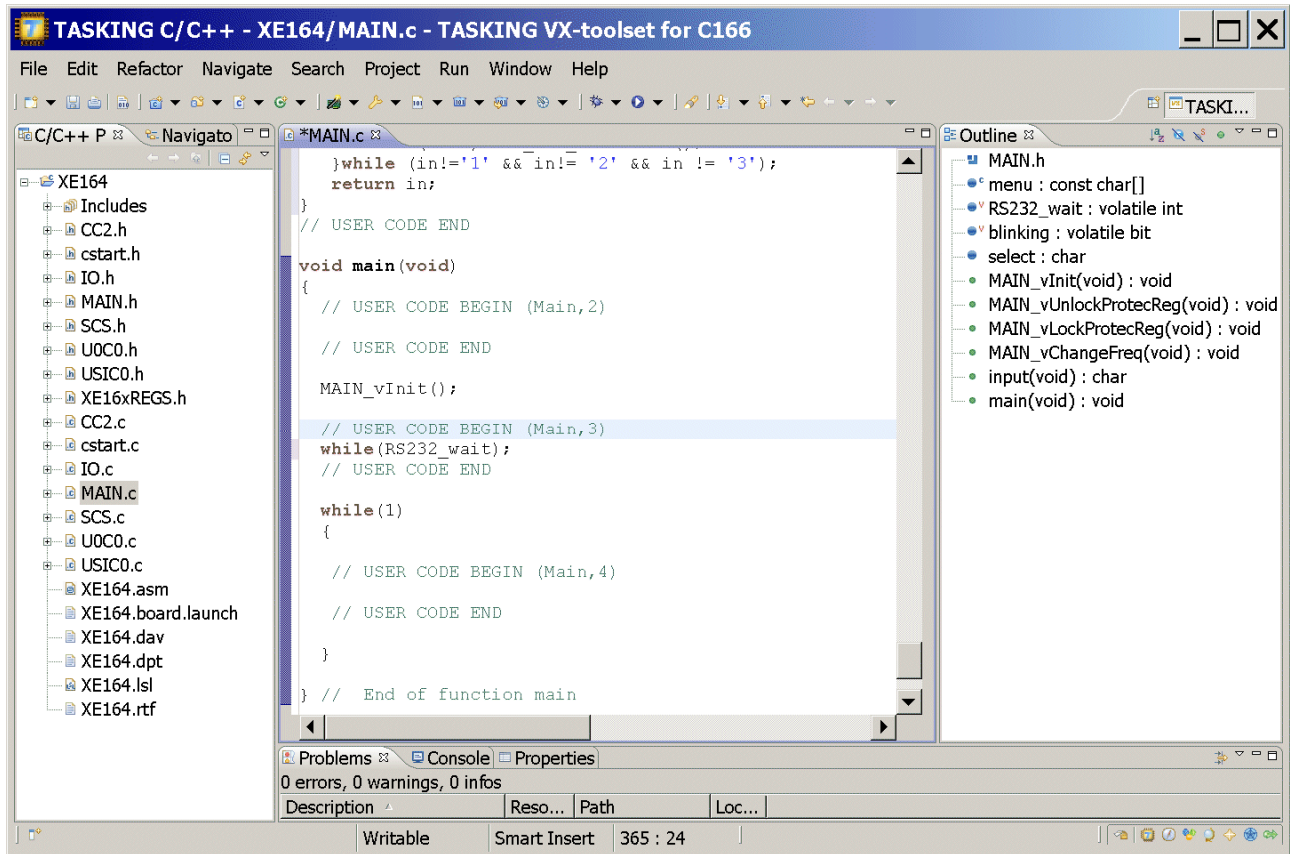 TASKING C/C++ - XE164/MAIN.c - TASKING VX-toolset for C166
File Edit Refactor Navigate Search Project Run Window Help
TASKI...
C/C++ P
Navigato
XE164
Includes
CC2.h
cstart.h
IO.h
MAIN.h
SCS.h
U0C0.h
USIC0.h
XE16xREGS.h
CC2.c
cstart.c
IO.c
MAIN.c
SCS.c
U0C0.c
USIC0.c
XE164.asm
XE164.board.launch
XE164.dav
XE164.dpt
XE164.lsl
XE164.rtf
*MAIN.c
}while (in!='1' && in!= '2' && in != '3');
return in;
}
// USER CODE END
void main(void)
{
// USER CODE BEGIN (Main,2)
// USER CODE END
MAIN_vInit();
// USER CODE BEGIN (Main,3)
while(RS232_wait);
// USER CODE END
while(1)
{
// USER CODE BEGIN (Main,4)
// USER CODE END
}
} // End of function main
Outline
MAIN.h
menu : const char[]
RS232_wait : volatile int
blinking : volatile bit
select : char
MAIN_vInit(void) : void
MAIN_vUnlockProtecReg(void) : void
MAIN_vLockProtecReg(void) : void
MAIN_vChangeFreq(void) : void
input(void) : char
main(void) : void
Problems Console Properties
0 errors, 0 warnings, 0 infos
Description Reso... Path Loc...
Writable Smart Insert 365 : 24